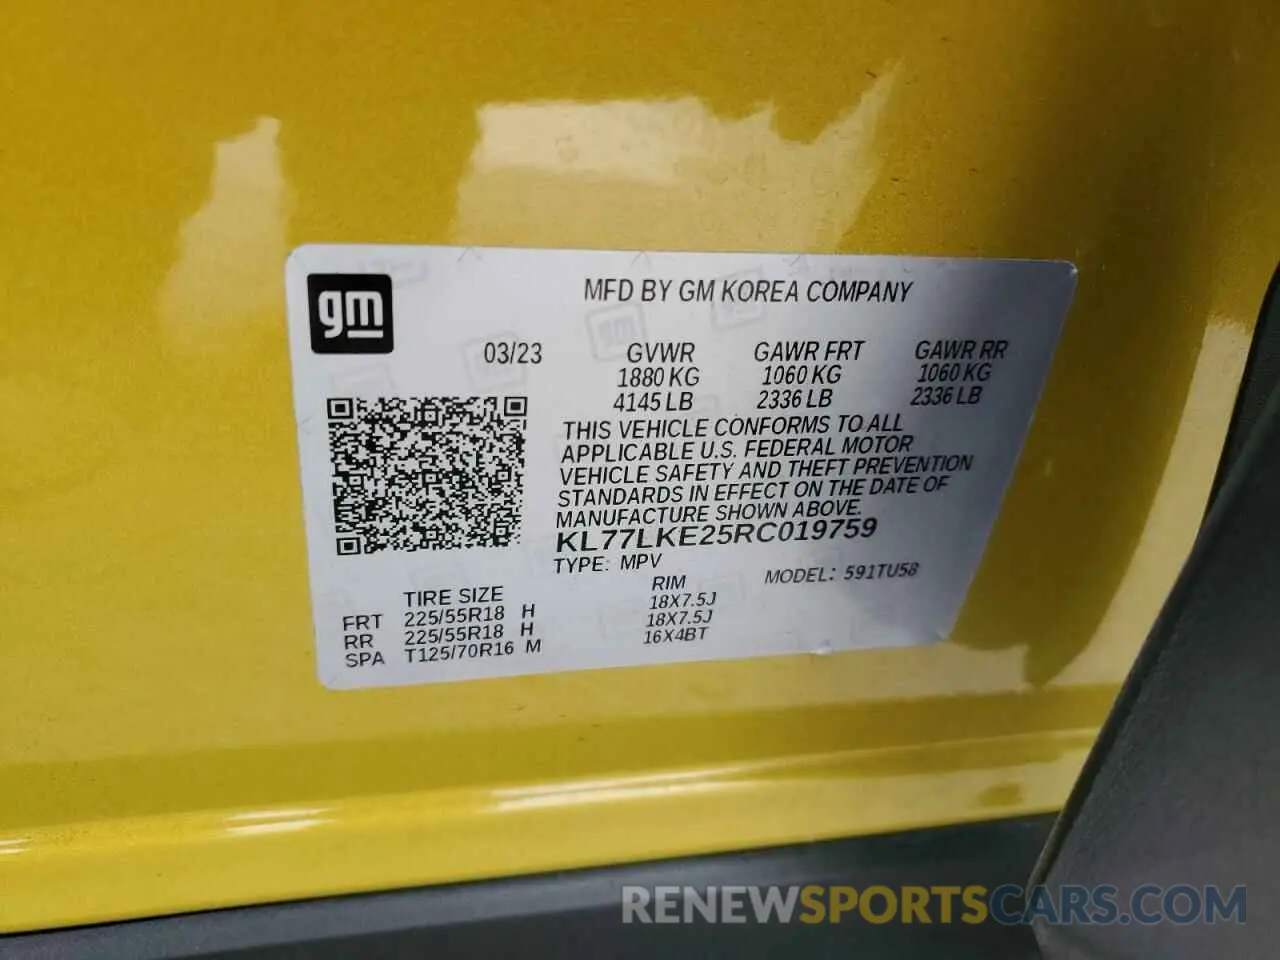 gm
MFD BY GM KOREA COMPANY
03/23 GVWR GAWR FRT GAWR RR
1880 KG 1060 KG 1060 KG
4145 LB 2336 LB 2336 LB
THIS VEHICLE CONFORMS TO ALL
APPLICABLE U.S. FEDERAL MOTOR
VEHICLE SAFETY AND THEFT PREVENTION
STANDARDS IN EFFECT ON THE DATE OF
MANUFACTURE SHOWN ABOVE.
KL77LKE25RC019759
TYPE: MPV MODEL: 591TU58
TIRE SIZE RIM
FRT 225/55R18 H 18X7.5J
RR 225/55R18 H 18X7.5J
SPA T125/70R16 M 16X4BT
RENEWSPORTSCARS.COM